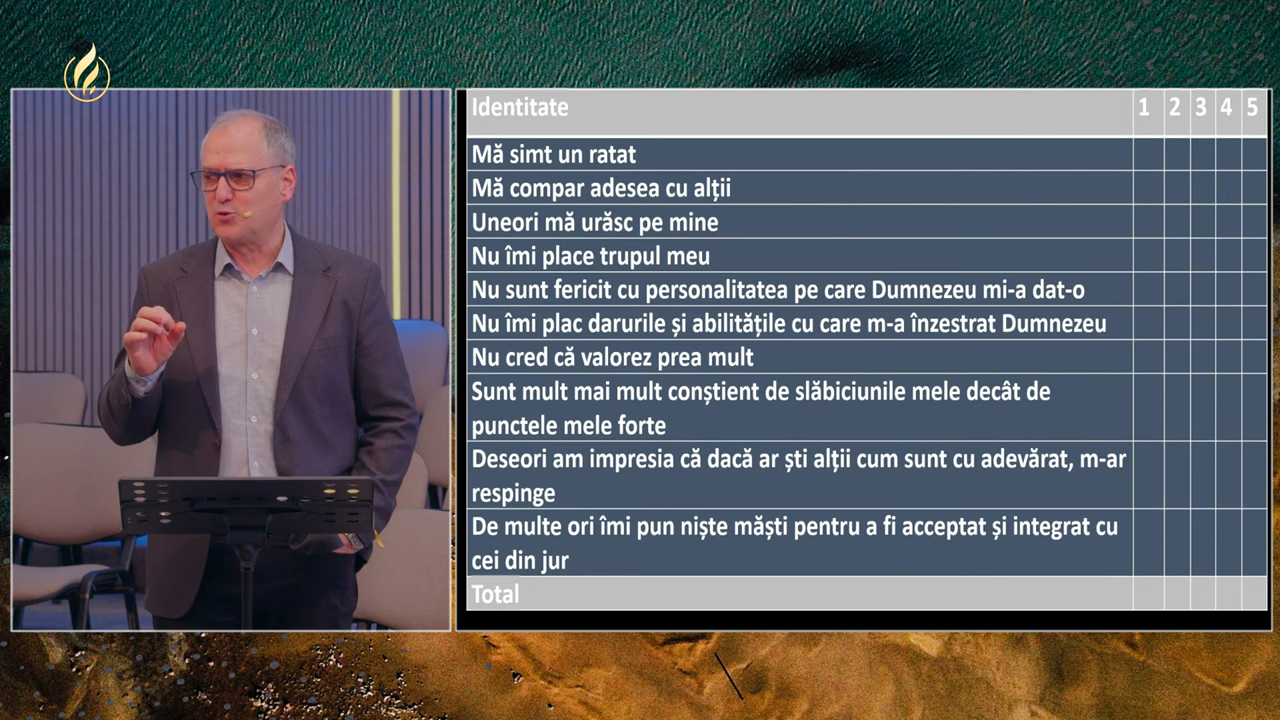 Identitate 1 2 3 4 5
Mă simt un ratat
Mă compar adesea cu alții
Uneori mă urăsc pe mine
Nu îmi place trupul meu
Nu sunt fericit cu personalitatea pe care Dumnezeu mi-a dat-o
Nu îmi plac darurile și abilitățile cu care m-a înzestrat Dumnezeu
Nu cred că valorez prea mult
Sunt mult mai mult conștient de slăbiciunile mele decât de
punctele mele forte
Deseori am impresia că dacă ar ști alții cum sunt cu adevărat, m-ar
respinge
De multe ori îmi pun niște măști pentru a fi acceptat și integrat cu
cei din jur
Total